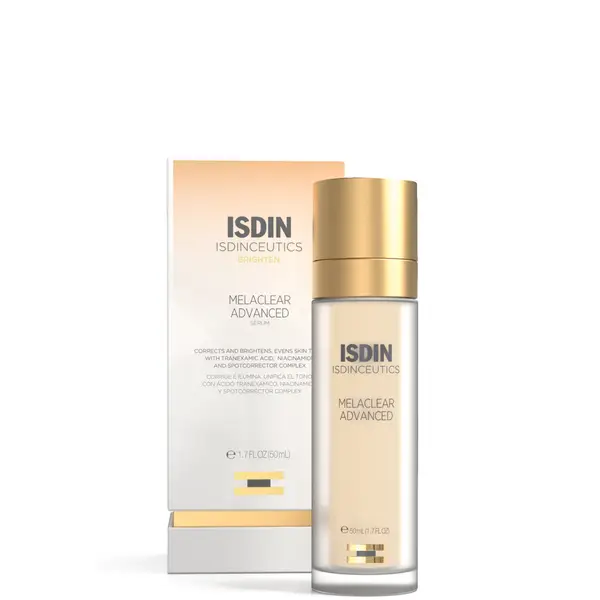 ISDIN
ISDINCEUTICS
BRIGHTEN
MELACLEAR
ADVANCED
SERUM
CORRECTS AND BRIGHTENS, EVENS SKIN
WITH TRANEXAMIC ACID,
AND SPOTCORRECTOR COMPLEX
CORRIGE E ILUMINA, UNIFICA EL TONO
CON ÁCIDO TRANEXÁMICO,
Y SPOTCORRECTOR COMPLEX
℮ 1.7 FL.OZ (50 mL)
ISDIN
ISDINCEUTICS
MELACLEAR
ADVANCED
℮ 50mL/1.7 FL.OZ